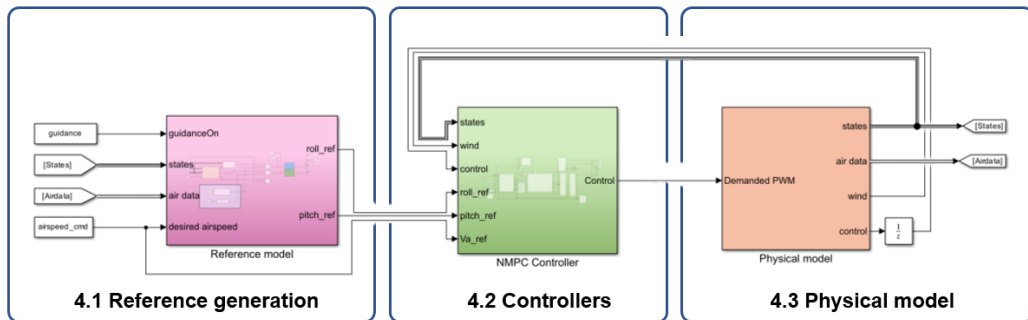 guidance
[States]
[Airdata]
airspeed_cmd
guidanceOn
states
air data
desired airspeed
roll_ref
pitch_ref
Reference model
4.1 Reference generation
states
wind
control
roll_ref
pitch_ref
Va_ref
Control
NMPC Controller
4.2 Controllers
Demanded PWM
states
air data
wind
control
Physical model
1
z
[States]
[Airdata]
4.3 Physical model